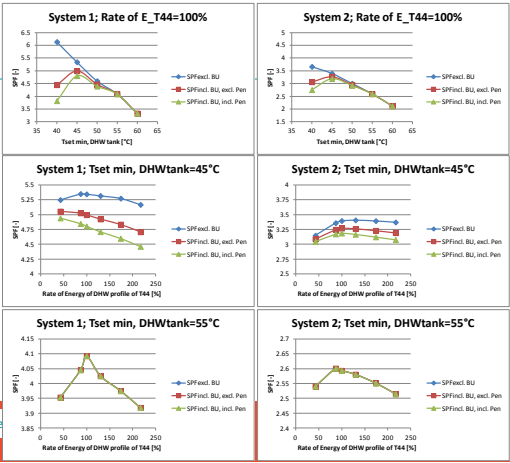 System 1; Rate of E_T44=100%
6.5
6
5.5
5
4.5
4
3.5
3
SPF [-]
35 40 45 50 55 60 65
Tset min, DHW tank [°C]
SPFexcl. BU
SPFincl. BU, excl. Pen
SPFincl. BU, incl. Pen
System 2; Rate of E_T44=100%
5
4.5
4
3.5
3
2.5
2
1.5
SPF [-]
35 40 45 50 55 60 65
Tset min, DHW tank [°C]
SPFexcl. BU
SPFincl. BU, excl. Pen
SPFincl. BU, incl. Pen
System 1; Tset min, DHWtank=45°C
5.5
5.25
5
4.75
4.5
4.25
4
SPF [-]
0 50 100 150 200 250
Rate of Energy of DHW profile of T44 [%]
SPFexcl. BU
SPFincl. BU, excl. Pen
SPFincl. BU, incl. Pen
System 2; Tset min, DHWtank=45°C
4
3.75
3.5
3.25
3
2.75
2.5
SPF [-]
0 50 100 150 200 250
Rate of Energy of DHW profile of T44 [%]
SPFexcl. BU
SPFincl. BU, excl. Pen
SPFincl. BU, incl. Pen
System 1; Tset min, DHWtank=55°C
4.15
4.1
4.05
4
3.95
3.9
3.85
SPF [-]
0 50 100 150 200 250
Rate of Energy of DHW profile of T44 [%]
SPFexcl. BU
SPFincl. BU, excl. Pen
SPFincl. BU, incl. Pen
System 2; Tset min, DHWtank=55°C
2.7
2.65
2.6
2.55
2.5
2.45
2.4
SPF [-]
0 50 100 150 200 250
Rate of Energy of DHW profile of T44 [%]
SPFexcl. BU
SPFincl. BU, excl. Pen
SPFincl. BU, incl. Pen